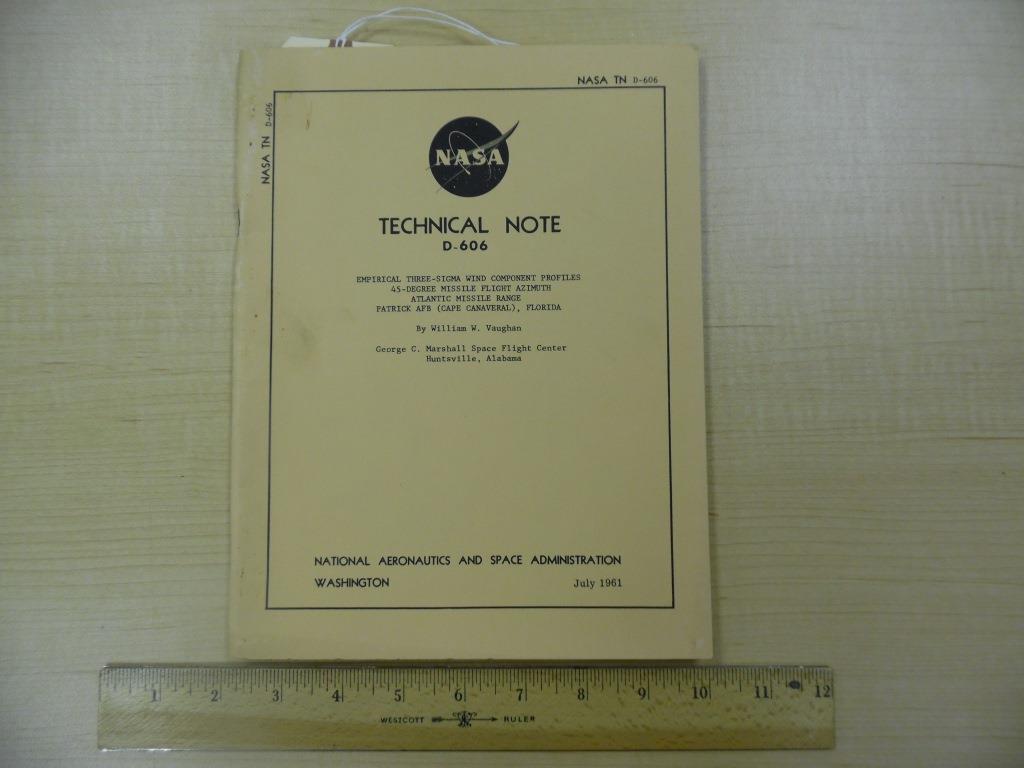 NASA TN D-606
NASA TN D-606
NASA
TECHNICAL NOTE
D-606
EMPIRICAL THREE-SIGMA WIND COMPONENT PROFILES
45-DEGREE MISSILE FLIGHT AZIMUTH
ATLANTIC MISSILE RANGE
PATRICK AFB (CAPE CANAVERAL), FLORIDA
By William W. Vaughan
George C. Marshall Space Flight Center
Huntsville, Alabama
NATIONAL AERONAUTICS AND SPACE ADMINISTRATION
WASHINGTON July 1961
1 2 3 4 5 6 7 8 9 10 11 12
WESTCOTT RULER